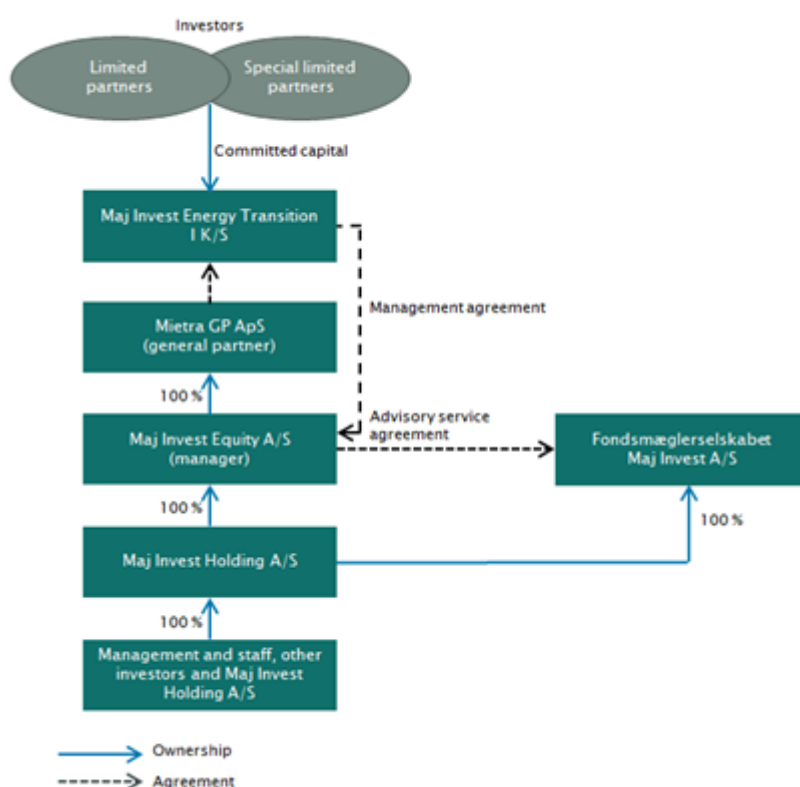 Investors
Limited
partners
Special limited
partners
Committed capital
Maj Invest Energy Transition
I K/S
Management agreement
Mietra GP ApS
(general partner)
100 %
Advisory service
agreement
Maj Invest Equity A/S
(manager)
Fondsmæglerselskabet
Maj Invest A/S
100 %
100 %
Maj Invest Holding A/S
100 %
Management and staff, other
investors and Maj Invest
Holding A/S
Ownership
Agreement